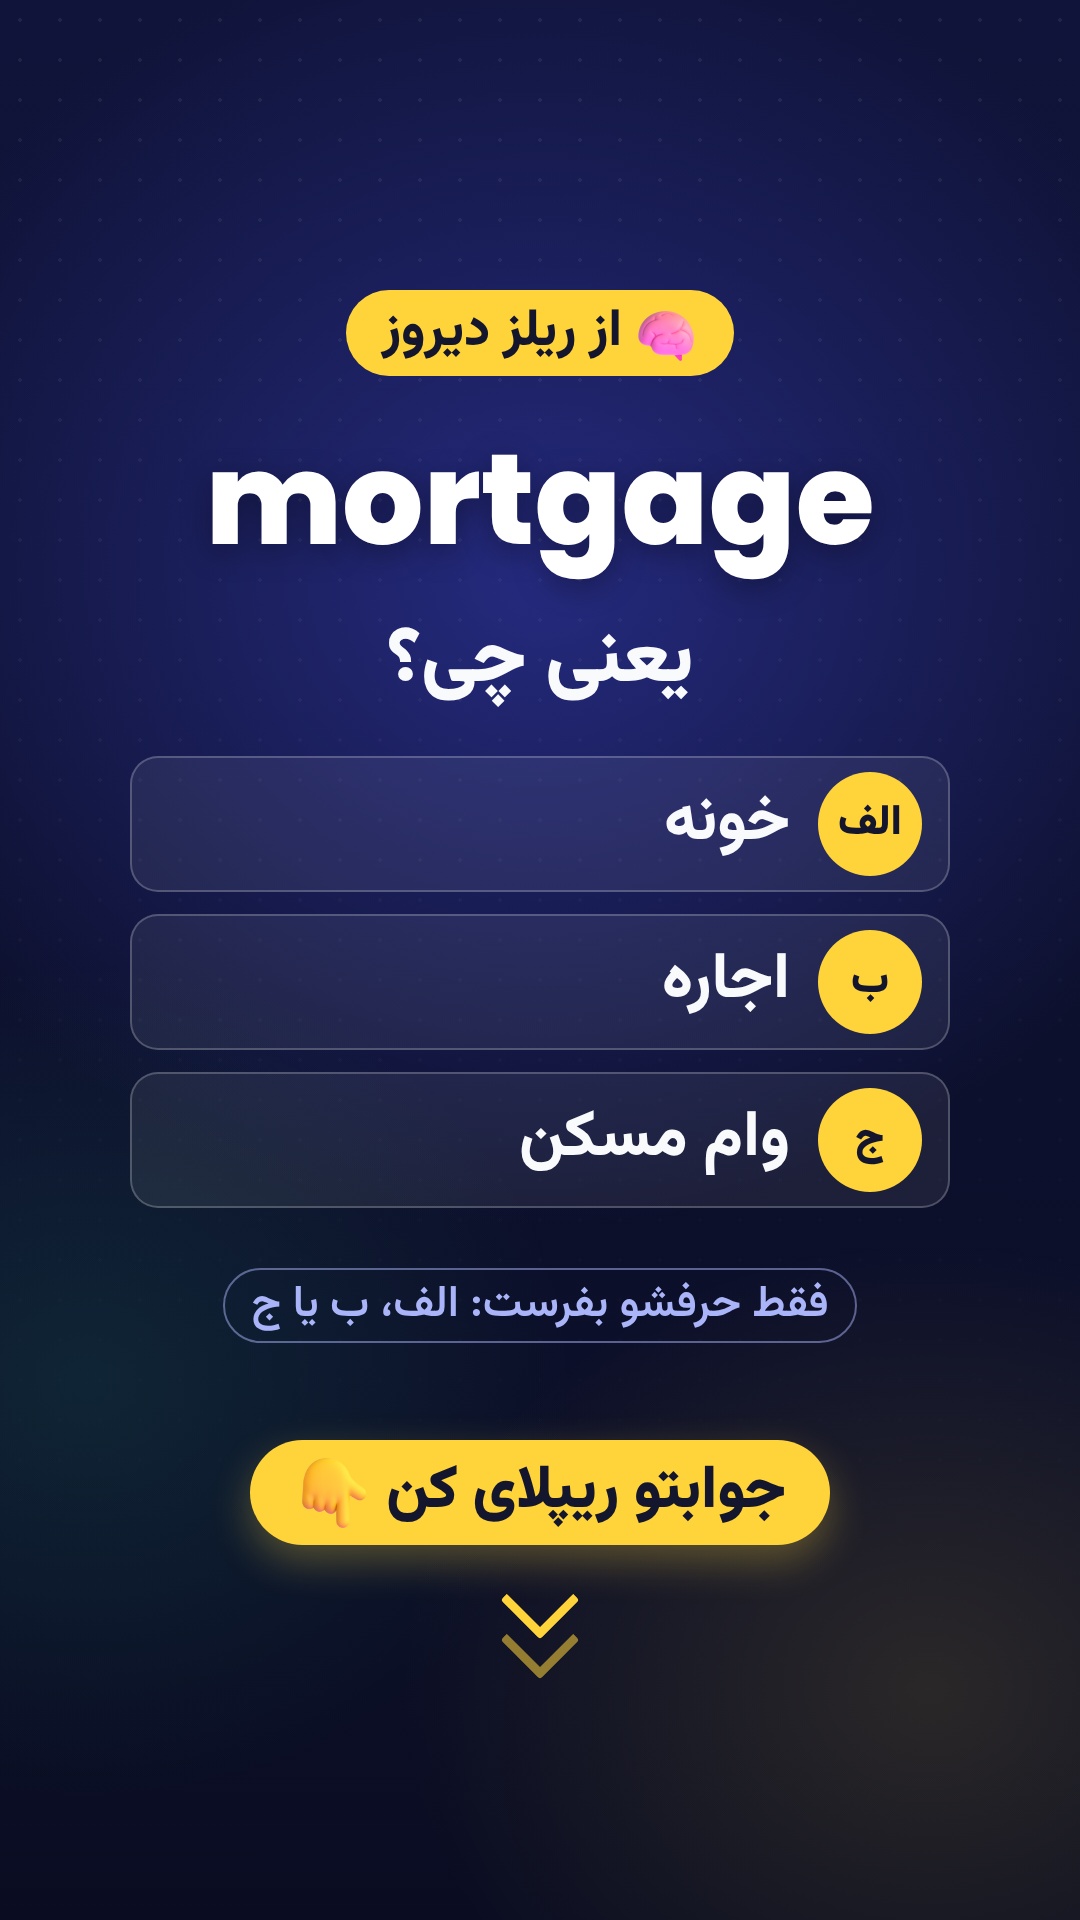 🧠 از ریلز دیروز
mortgage
یعنی چی؟
الف خونه
ب اجاره
ج وام مسکن
فقط حرفشو بفرست: الف، ب یا ج
جوابتو ریپلای کن 👇